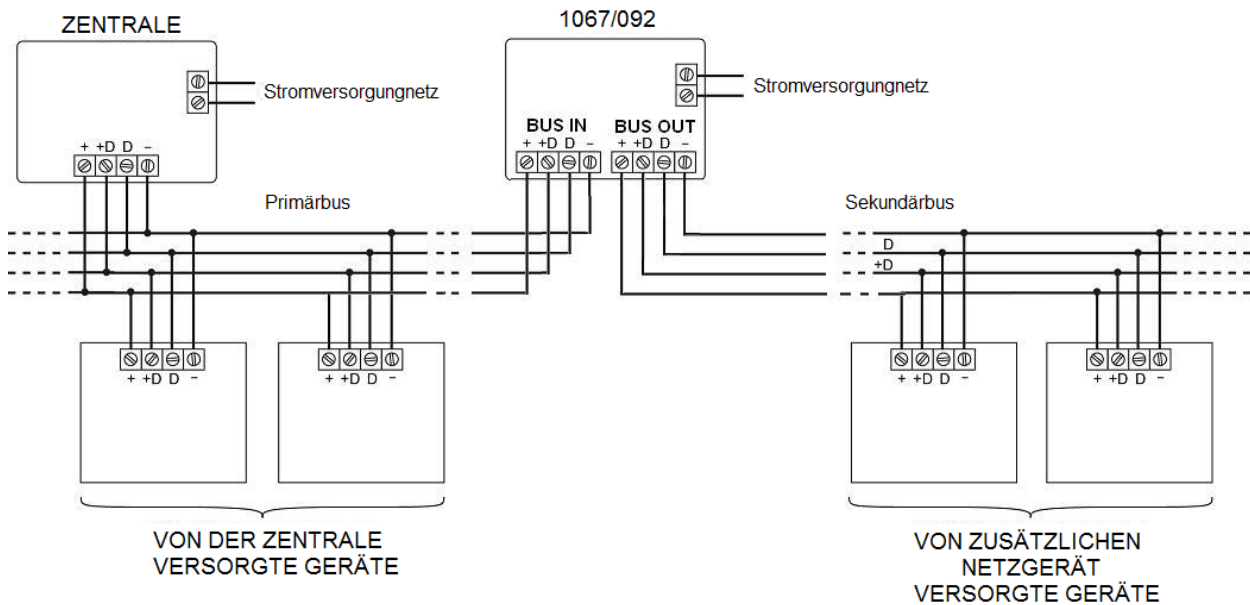 ZENTRALE
1067/092
Stromversorgungnetz
Stromversorgungnetz
BUS IN BUS OUT
+ +D D – + +D D –
+ +D D –
Primärbus
Sekundärbus
D
+D
+ +D D –
+ +D D –
+ +D D –
+ +D D –
VON DER ZENTRALE
VERSORGTE GERÄTE
VON ZUSÄTZLICHEN
NETZGERÄT
VERSORGTE GERÄTE